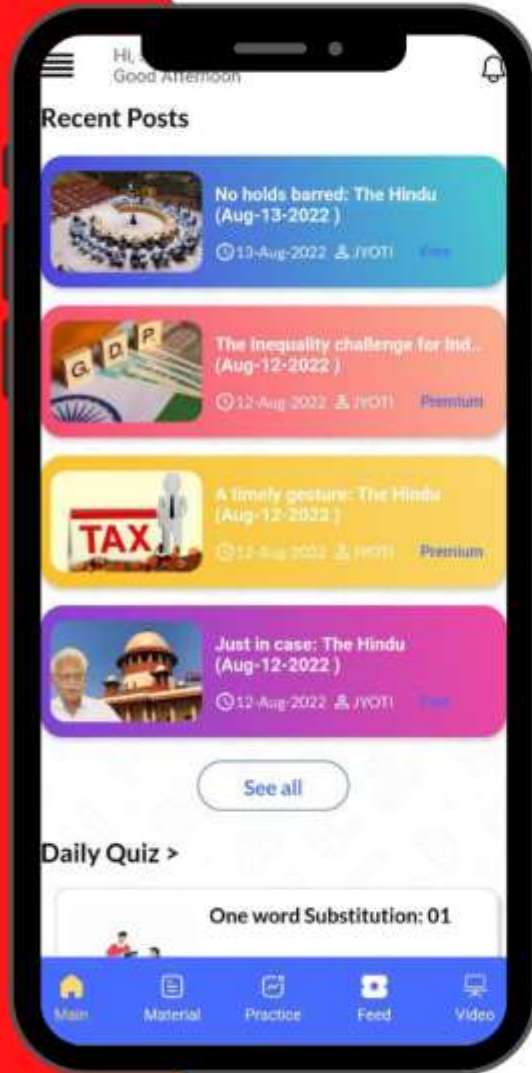 Hi,
Good Afternoon
Recent Posts
No holds barred: The Hindu
(Aug-13-2022 )
13-Aug-2022 JYOTI Free
GDP
The Inequality challenge for Ind..
(Aug-12-2022 )
12-Aug-2022 JYOTI Premium
TAX
A timely gesture: The Hindu
(Aug-12-2022 )
12-Aug-2022 JYOTI Premium
Just in case: The Hindu
(Aug-12-2022 )
12-Aug-2022 JYOTI Free
See all
Daily Quiz >
One word Substitution: 01
Main Material Practice Feed Video